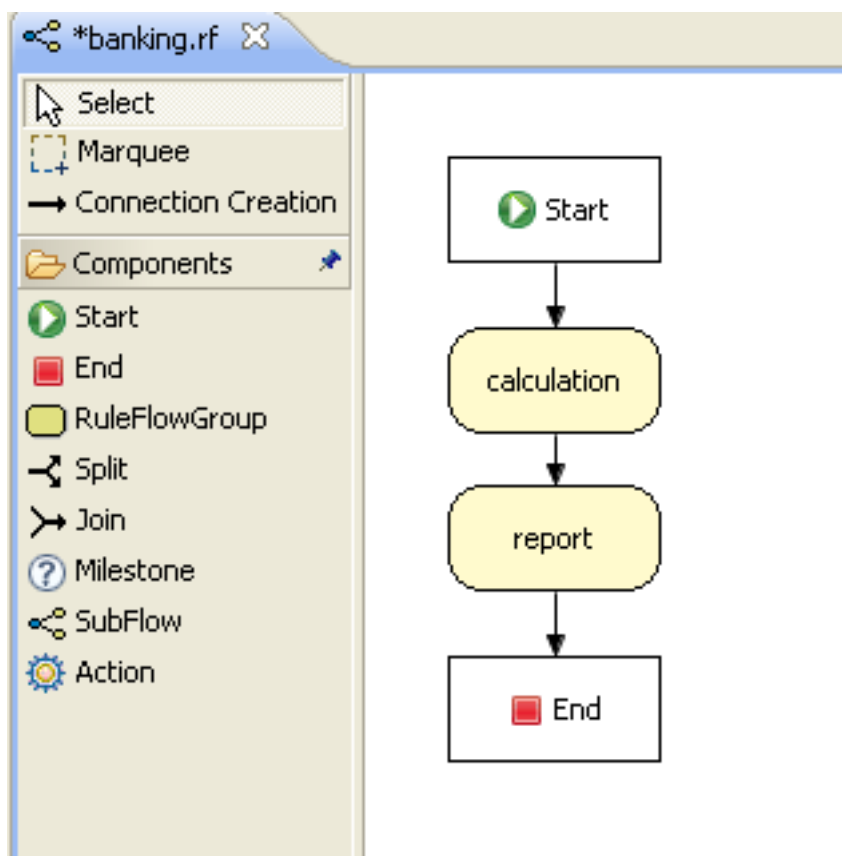 *banking.rf
Select
Marquee
Connection Creation
Components
Start
End
RuleFlowGroup
Split
Join
Milestone
SubFlow
Action
Start
calculation
report
End